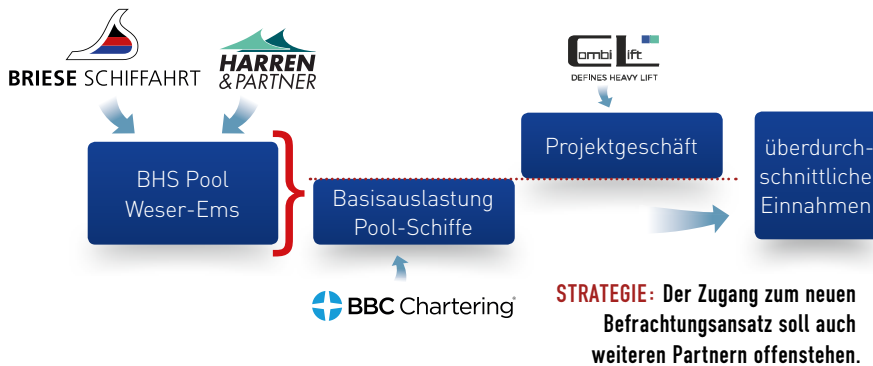 BRIESE SCHIFFAHRT
HARREN
& PARTNER
Combi Lift
DEFINES HEAVY LIFT
BHS Pool
Weser-Ems
Basisauslastung
Pool-Schiffe
Projektgeschäft
überdurch-
schnittliche
Einnahmen
BBC Chartering
STRATEGIE: Der Zugang zum neuen
Befrachtungsansatz soll auch
weiteren Partnern offenstehen.